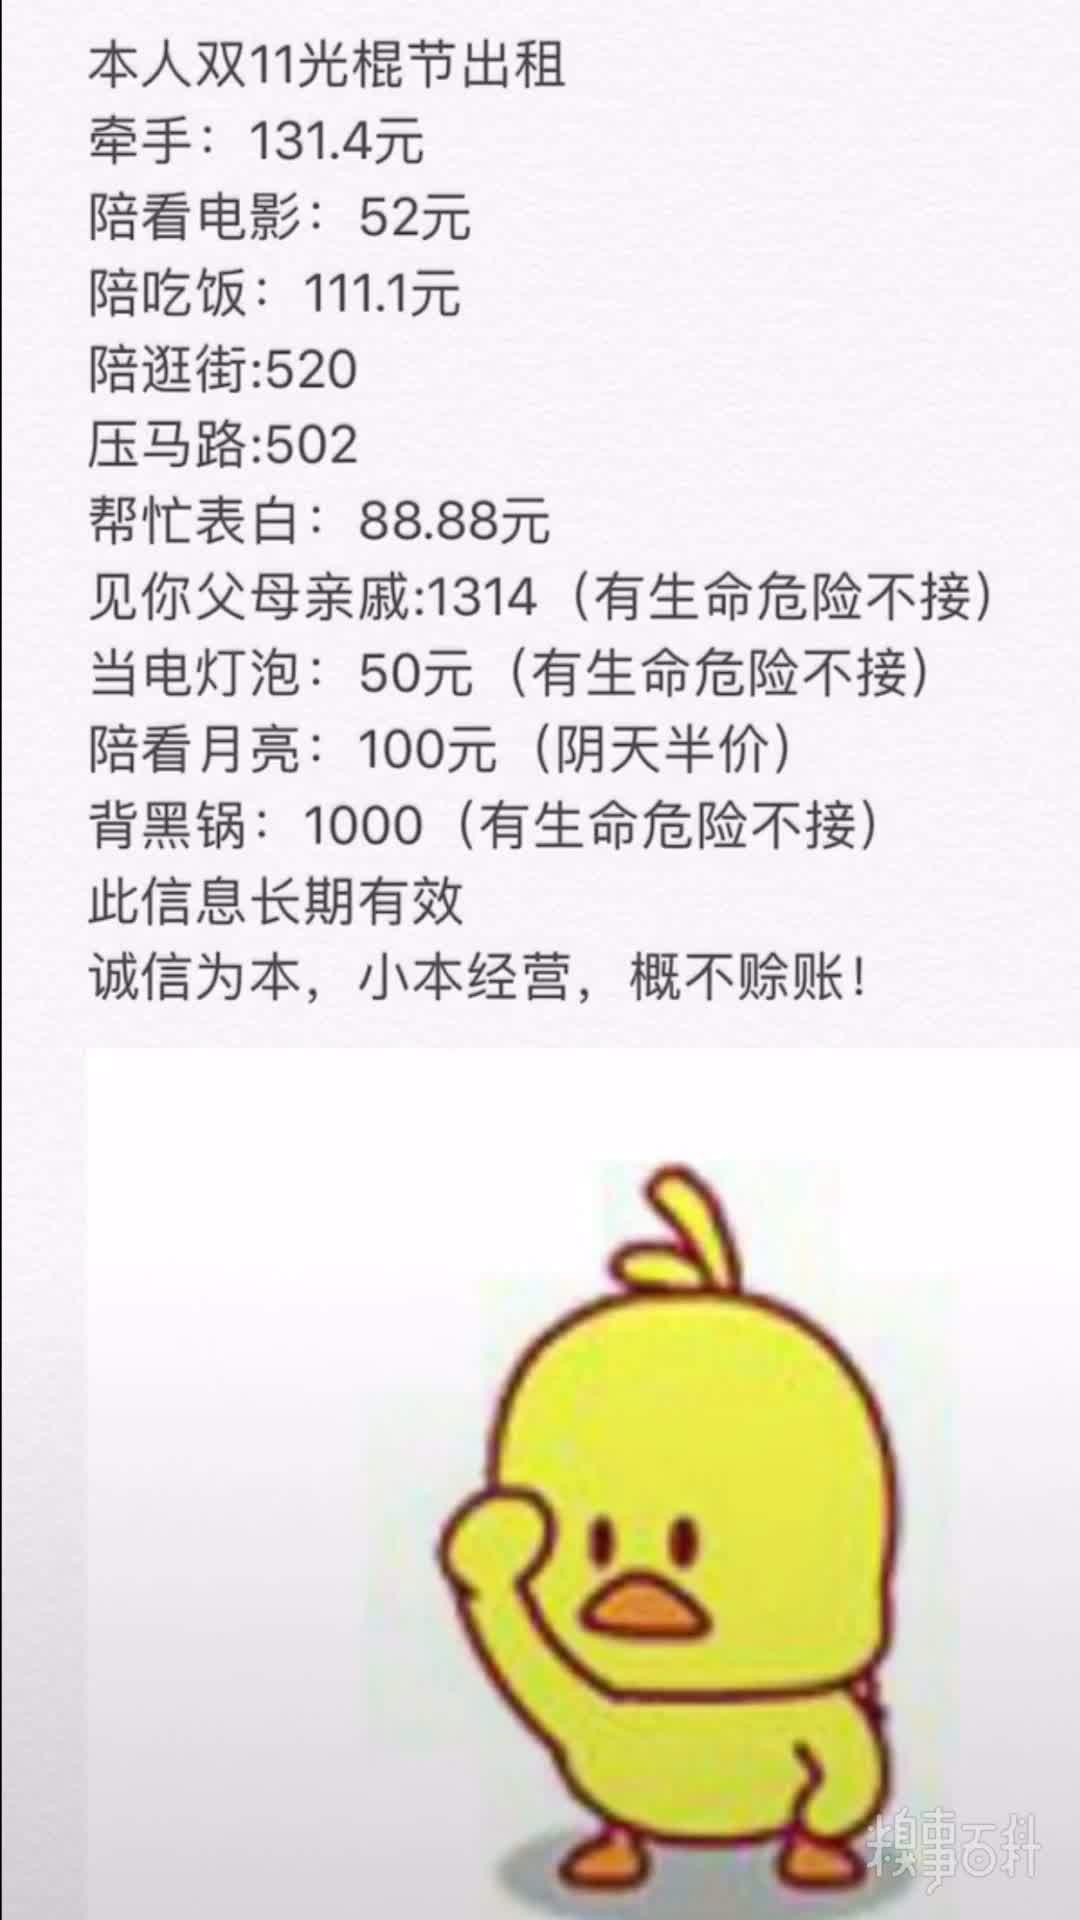 本人双11光棍节出租
牵手：131.4元
陪看电影：52元
陪吃饭：111.1元
陪逛街:520
压马路:502
帮忙表白：88.88元
见你父母亲戚:1314（有生命危险不接）
当电灯泡：50元（有生命危险不接）
陪看月亮：100元（阴天半价）
背黑锅：1000（有生命危险不接）
此信息长期有效
诚信为本，小本经营，概不赊账！
糗事百科